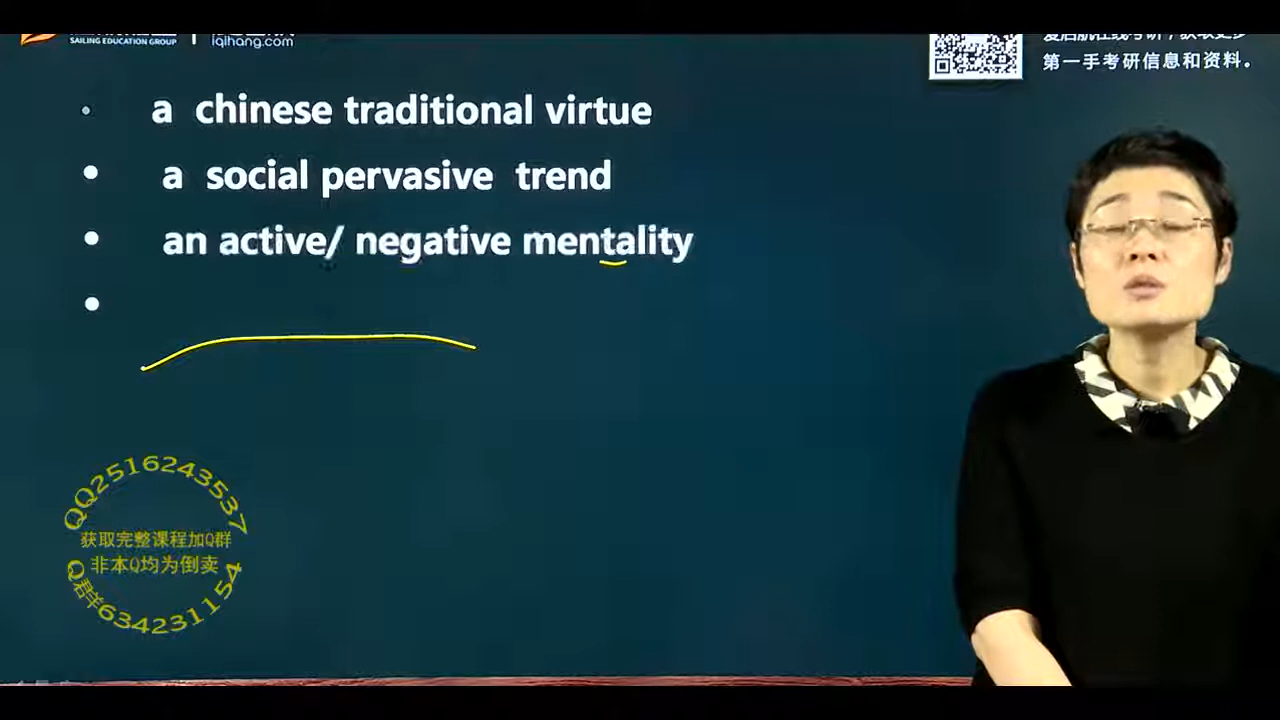 SAILING EDUCATION GROUP
iqihang.com
第一手考研信息和资料。
a chinese traditional virtue
a social pervasive trend
an active/ negative mentality
QQ2516243537
获取完整课程加Q群
非本Q均为倒卖
Q群634231154